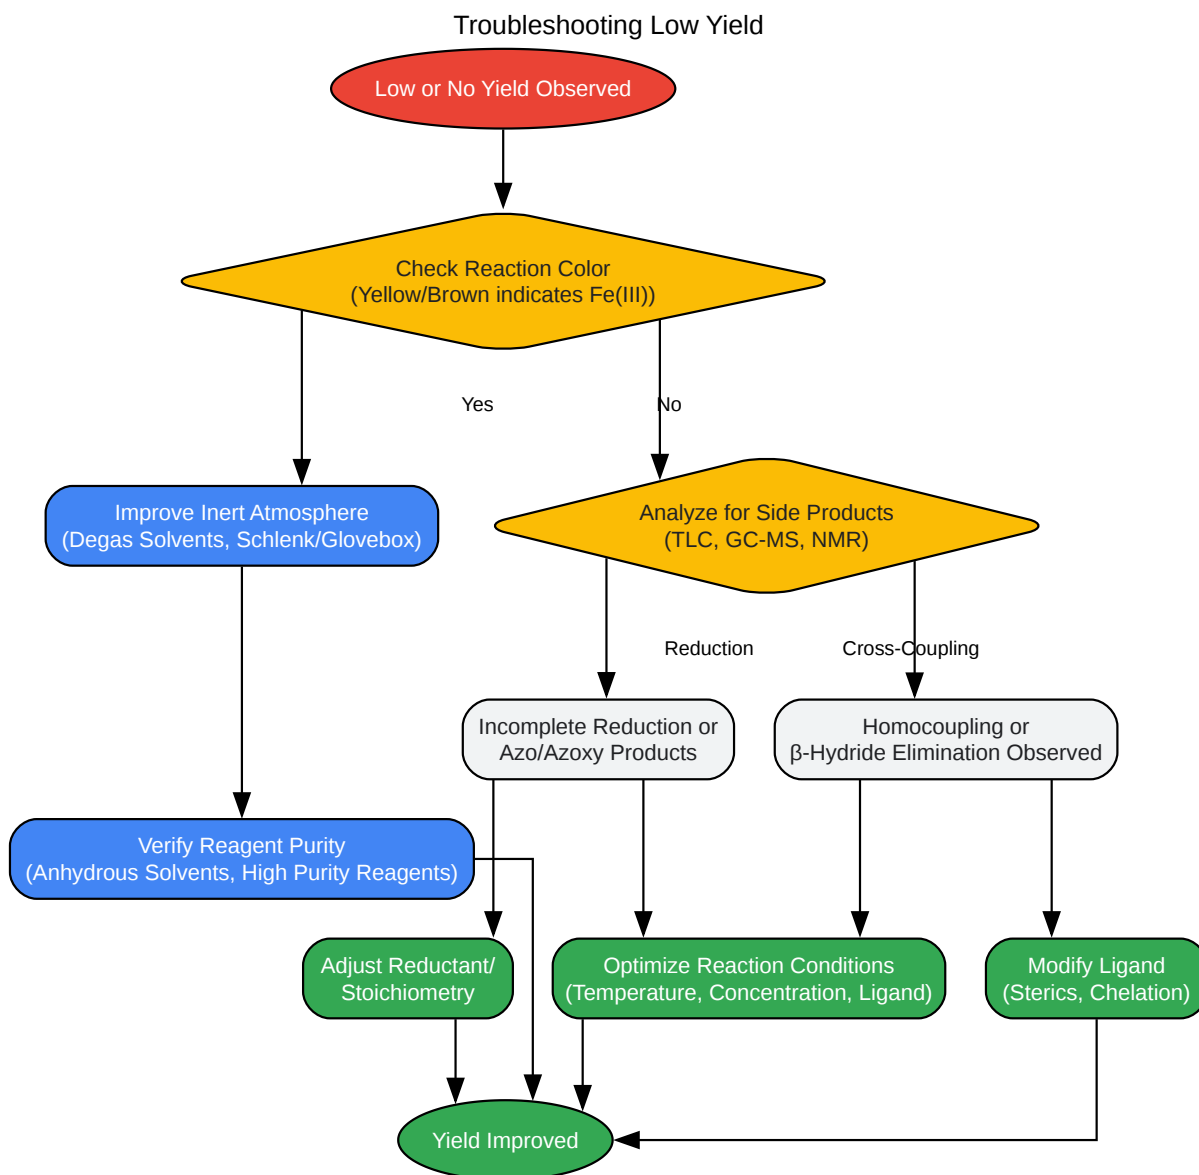 Troubleshooting Low Yield
Low or No Yield Observed
Check Reaction Color
(Yellow/Brown indicates Fe(III))
Yes
No
Improve Inert Atmosphere
(Degas Solvents, Schlenk/Glovebox)
Analyze for Side Products
(TLC, GC-MS, NMR)
Reduction
Cross-Coupling
Incomplete Reduction or
Azo/Azoxy Products
Homocoupling or
β-Hydride Elimination Observed
Verify Reagent Purity
(Anhydrous Solvents, High Purity Reagents)
Adjust Reductant/
Stoichiometry
Optimize Reaction Conditions
(Temperature, Concentration, Ligand)
Modify Ligand
(Sterics, Chelation)
Yield Improved